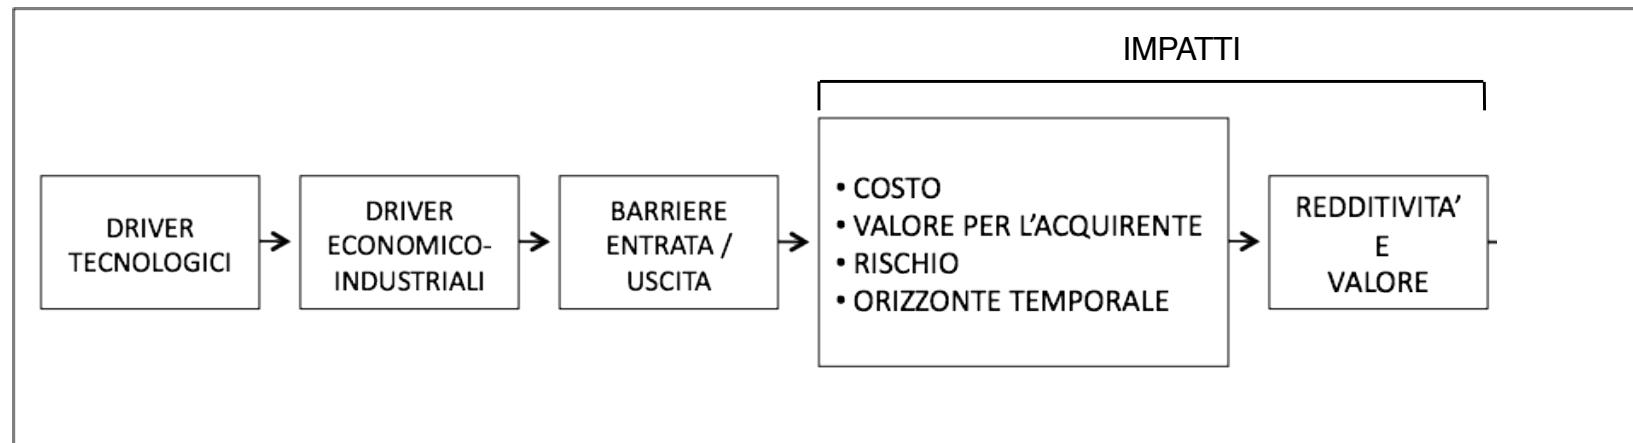 IMPATTI
DRIVER
TECNOLOGICI
DRIVER
ECONOMICO-
INDUSTRIALI
BARRIERE
ENTRATA /
USCITA
• COSTO
• VALORE PER L’ACQUIRENTE
• RISCHIO
• ORIZZONTE TEMPORALE
REDDITIVITA’
E
VALORE